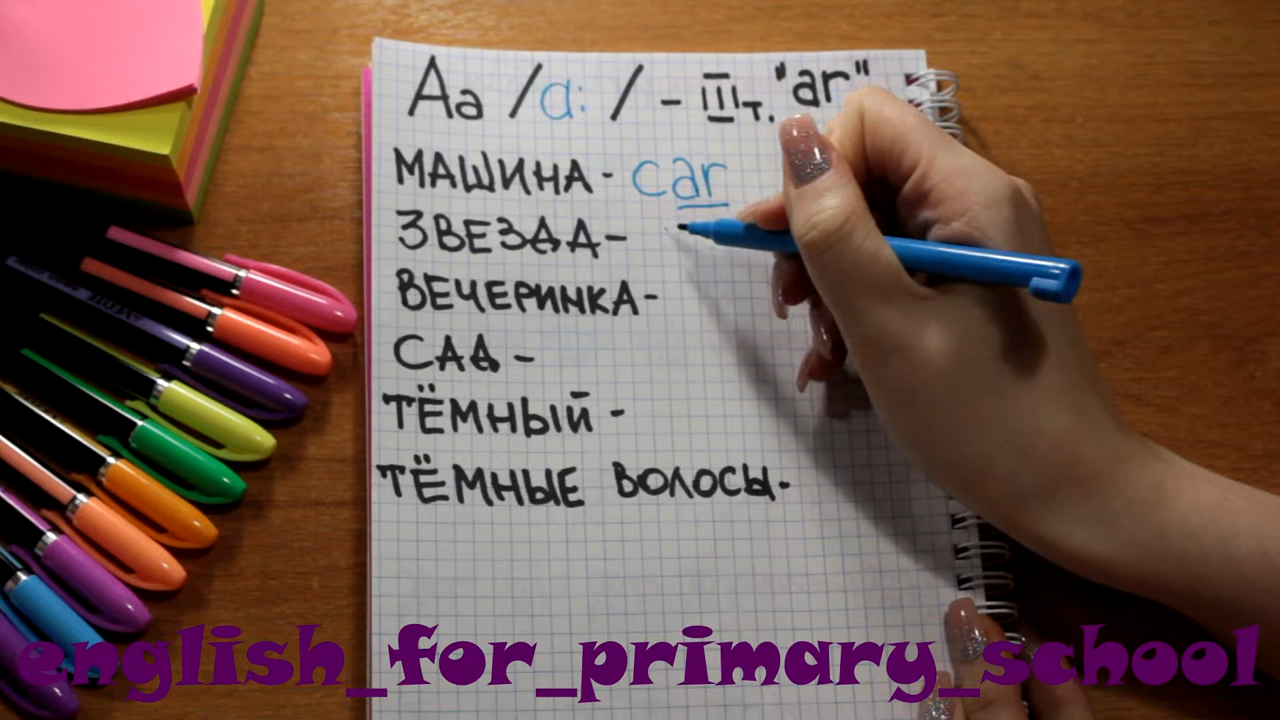 Aa /a:/ - III т. "ar"
МАШИНА - car
ЗВЕЗДА -
ВЕЧЕРИНКА -
САД -
ТЁМНЫЙ -
ТЁМНЫЕ ВОЛОСЫ -
english_for_primary_school